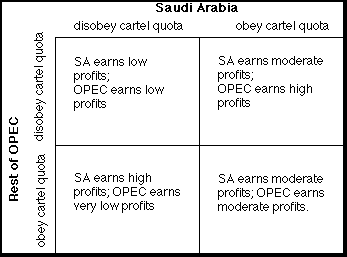 Saudi Arabia
disobey cartel quota
obey cartel quota
Rest of OPEC
disobey cartel quota
SA earns low
profits;
OPEC earns low
profits
SA earns moderate
profits;
OPEC earns high
profits
obey cartel quota
SA earns high
profits; OPEC earns
very low profits
SA earns moderate
profits; OPEC earns
moderate profits.